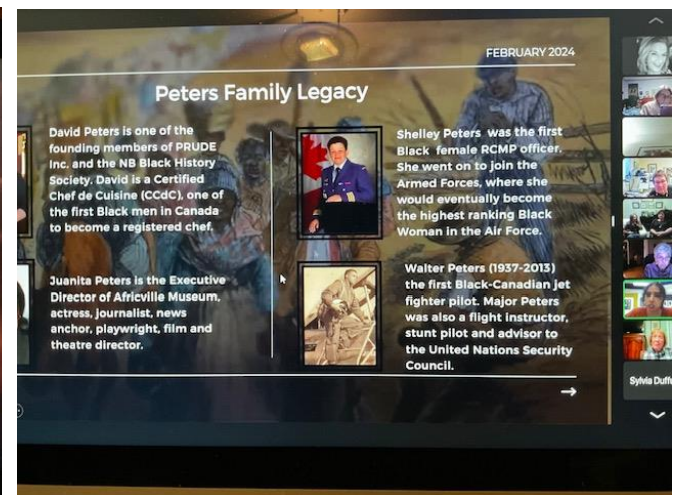 FEBRUARY 2024
Peters Family Legacy
David Peters is one of the
founding members of PRUDE
Inc. and the NB Black History
Society. David is a Certified
Chef de Cuisine (CCdC), one of
the first Black men in Canada
to become a registered chef.
Juanita Peters is the Executive
Director of Africville Museum,
actress, journalist, news
anchor, playwright, film and
theatre director.
Shelley Peters was the first
Black female RCMP officer.
She went on to join the
Armed Forces, where she
would eventually become
the highest ranking Black
Woman in the Air Force.
Walter Peters (1937-2013)
the first Black-Canadian jet
fighter pilot. Major Peters
was also a flight instructor,
stunt pilot and advisor to
the United Nations Security
Council.
Sylvia Duff